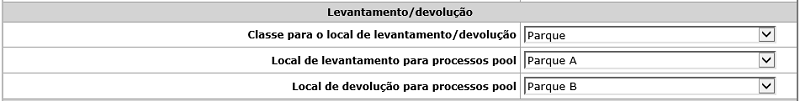 Levantamento/devolução
Classe para o local de levantamento/devolução Parque
Local de levantamento para processos pool Parque A
Local de devolução para processos pool Parque B